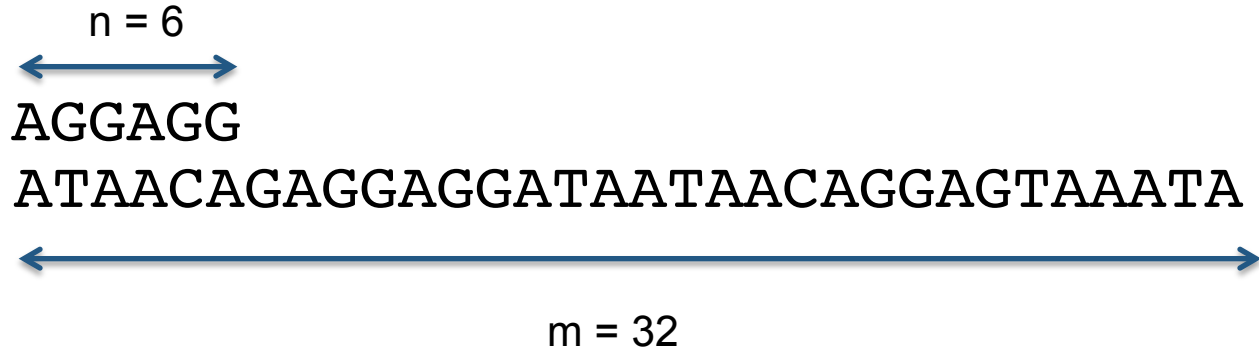 n = 6
AGGAGG
ATAACAGAGGAGGATAATAACAGGAGTAAATA
m = 32